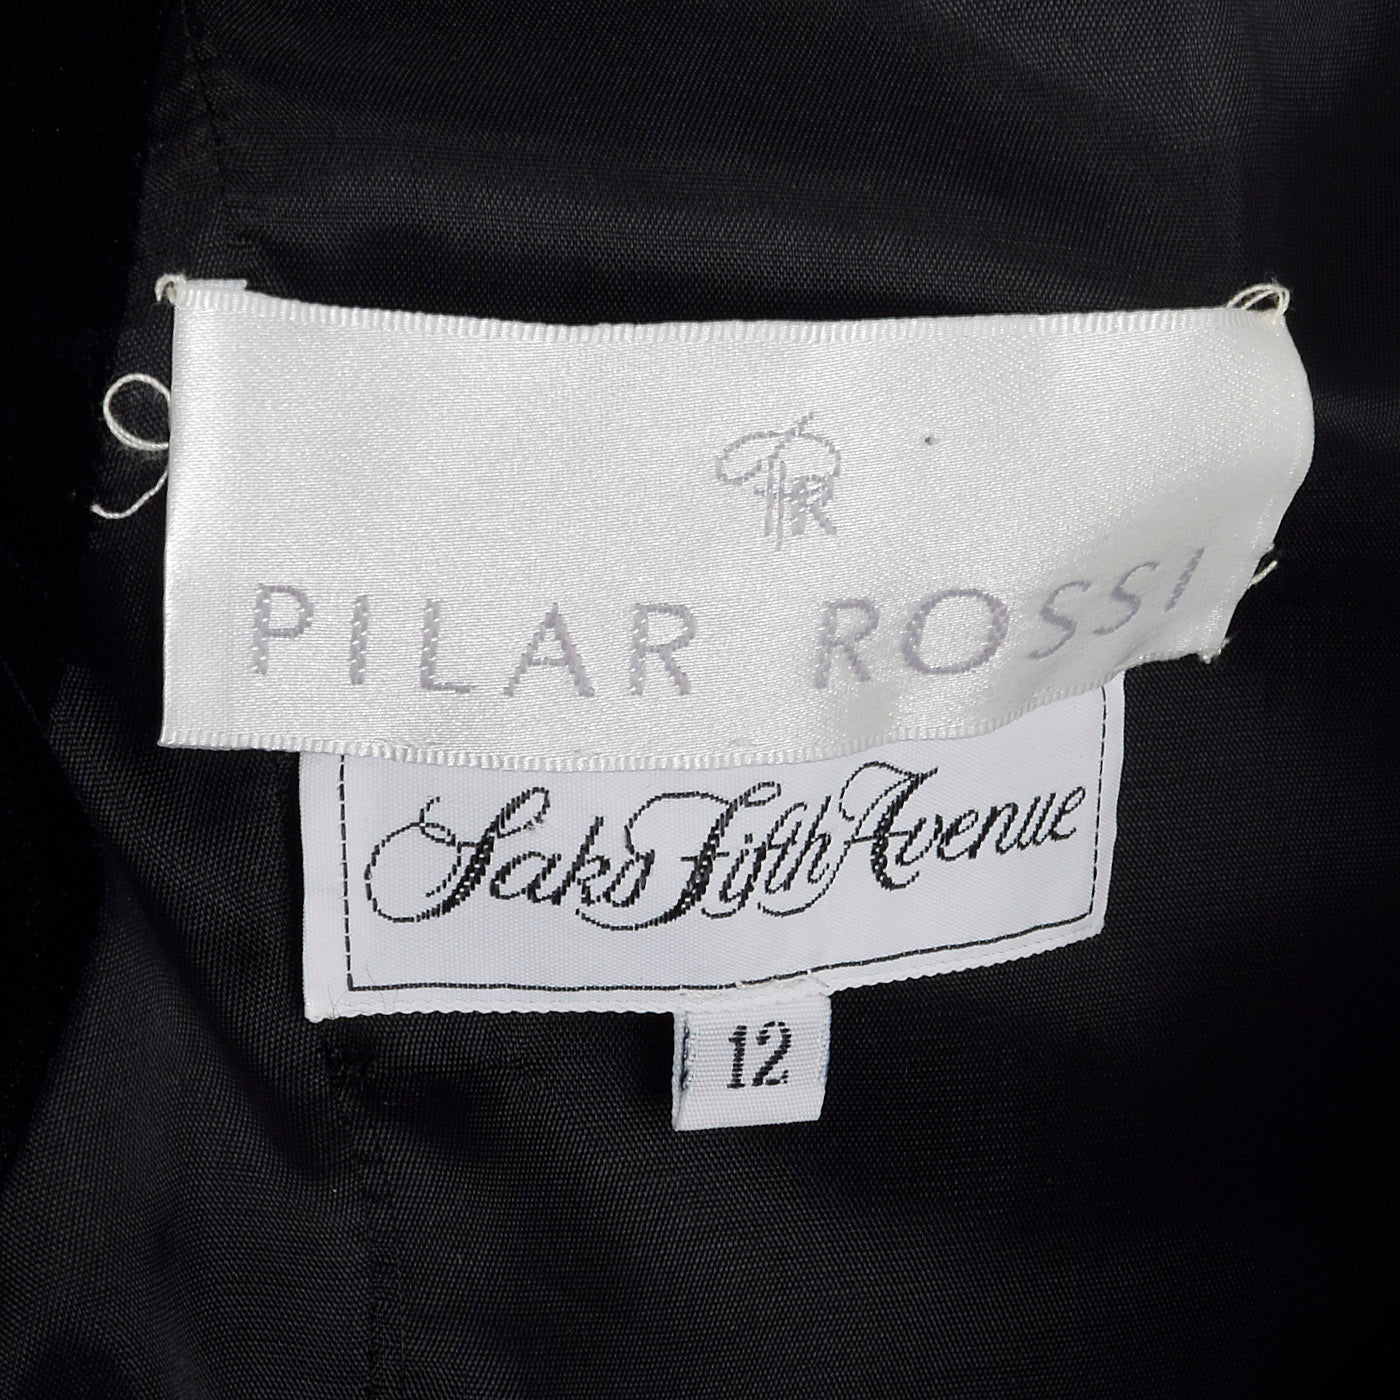 PR
PILAR ROSSI
Saks Fifth Avenue
12